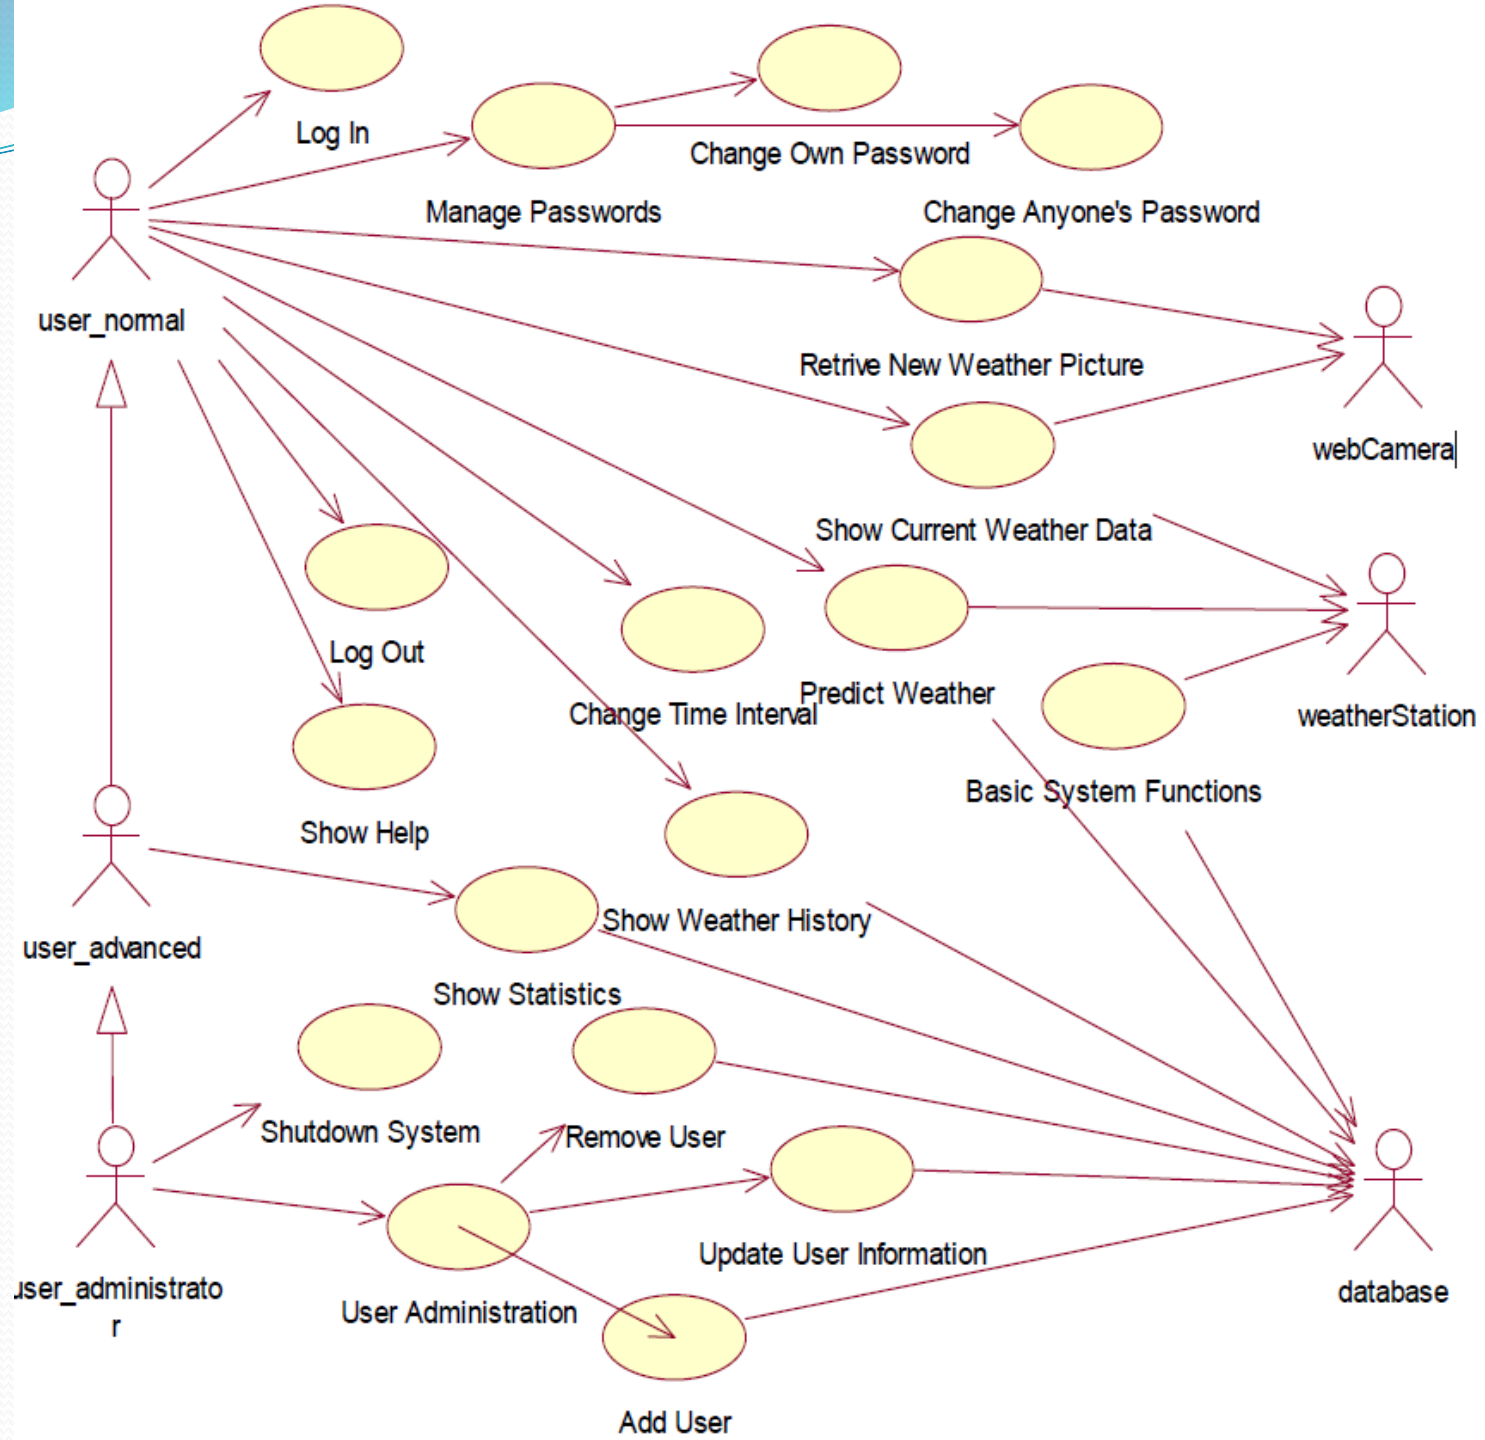 Log In
Change Own Password
Manage Passwords
Change Anyone's Password
user_normal
Retrive New Weather Picture
webCamera
Show Current Weather Data
Log Out
Predict Weather
Change Time Interval
weatherStation
Basic System Functions
Show Help
Show Weather History
user_advanced
Show Statistics
Shutdown System
Remove User
Update User Information
user_administrato
r
User Administration
database
Add User